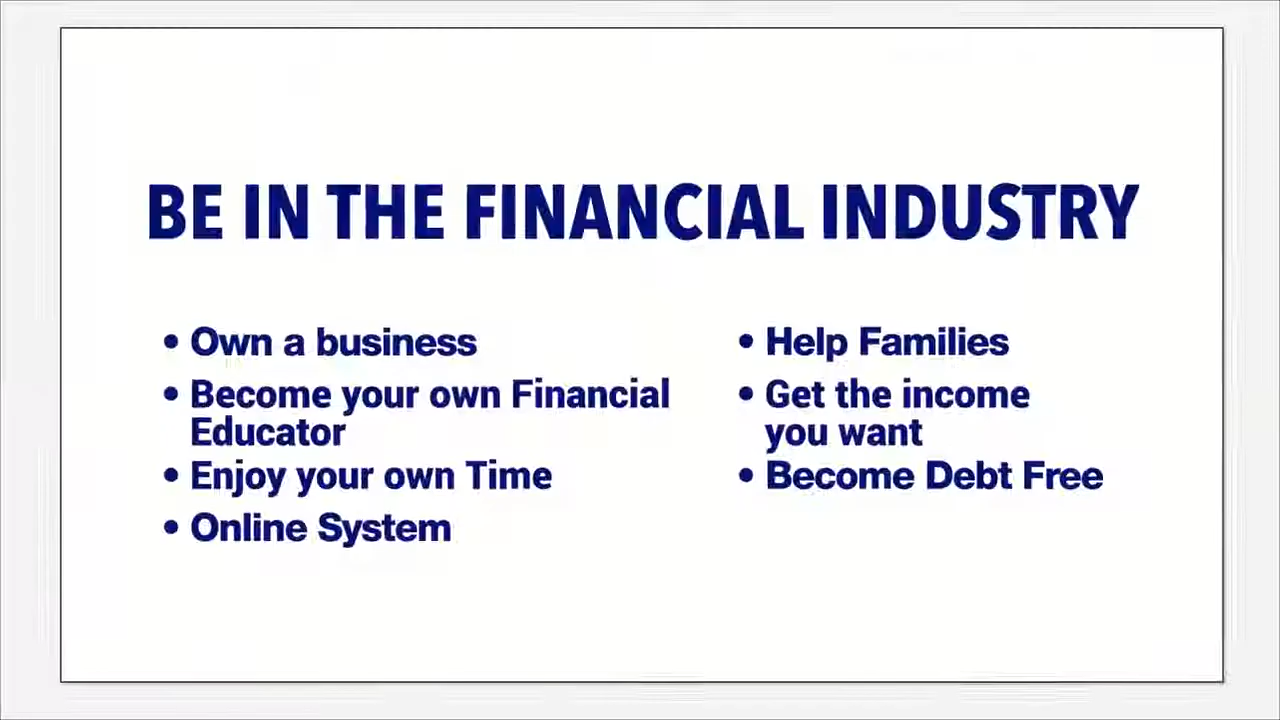 BE IN THE FINANCIAL INDUSTRY
• Own a business
• Become your own Financial
Educator
• Enjoy your own Time
• Online System
• Help Families
• Get the income
you want
• Become Debt Free